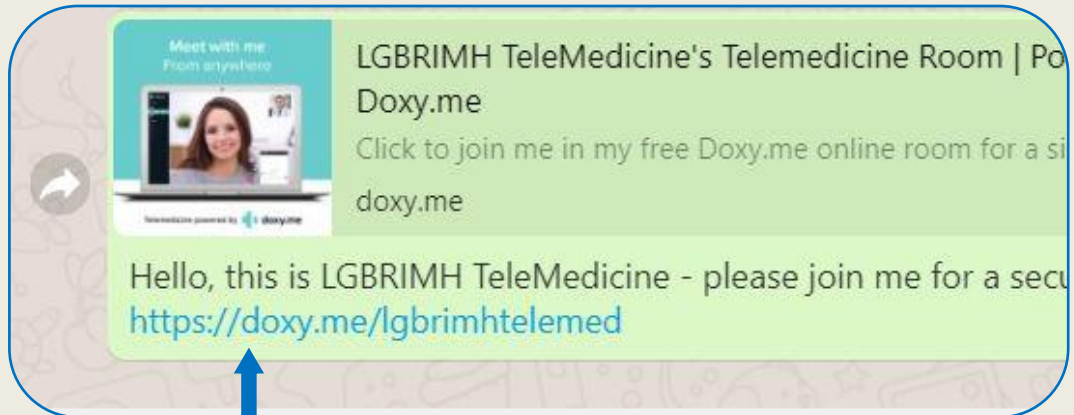 Meet with me
From anywhere
Telemedicine powered by doxy.me
LGBRIMH TeleMedicine's Telemedicine Room | Po
Doxy.me
Click to join me in my free Doxy.me online room for a si
doxy.me
Hello, this is LGBRIMH TeleMedicine - please join me for a secu
https://doxy.me/lgbrimhtelemed